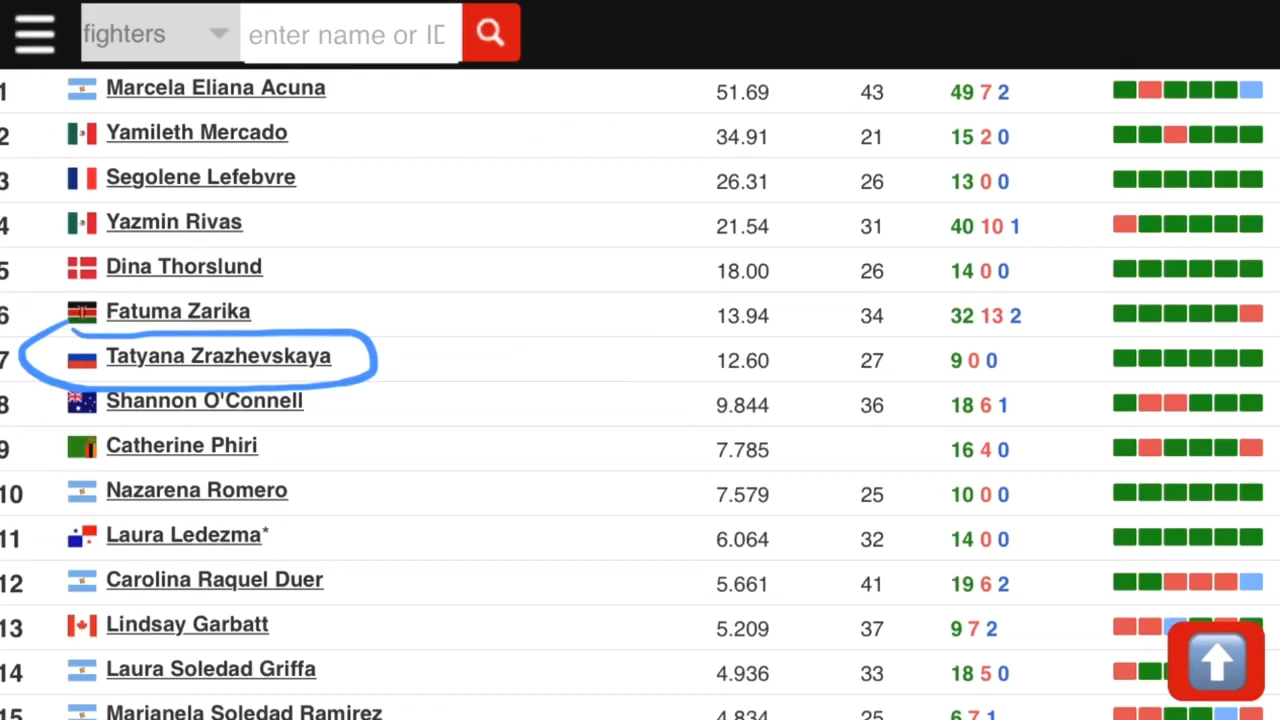 fighters enter name or ID
1 Marcela Eliana Acuna 51.69 43 49 7 2
2 Yamileth Mercado 34.91 21 15 2 0
3 Segolene Lefebvre 26.31 26 13 0 0
4 Yazmin Rivas 21.54 31 40 10 1
5 Dina Thorslund 18.00 26 14 0 0
6 Fatuma Zarika 13.94 34 32 13 2
7 Tatyana Zrazhevskaya 12.60 27 9 0 0
8 Shannon O'Connell 9.844 36 18 6 1
9 Catherine Phiri 7.785 16 4 0
10 Nazarena Romero 7.579 25 10 0 0
11 Laura Ledezma* 6.064 32 14 0 0
12 Carolina Raquel Duer 5.661 41 19 6 2
13 Lindsay Garbatt 5.209 37 9 7 2
14 Laura Soledad Griffa 4.936 33 18 5 0
15 Marianela Soledad Ramirez 4.834 25 6 7 1